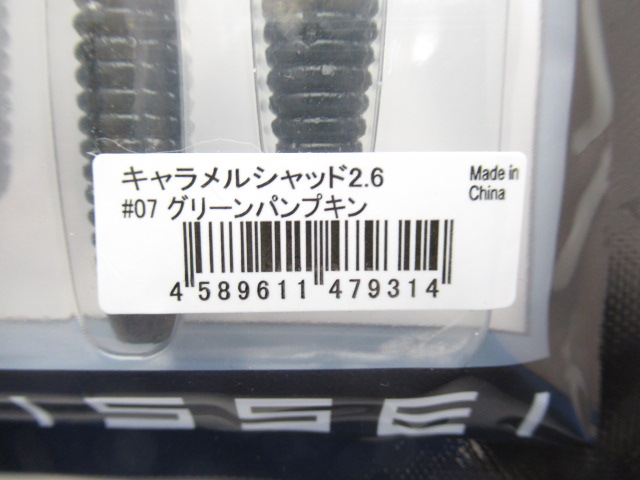 キャラメルシャッド2.6
Made in
China
#07 グリーンパンプキン
4 589611 479314
ISSEI